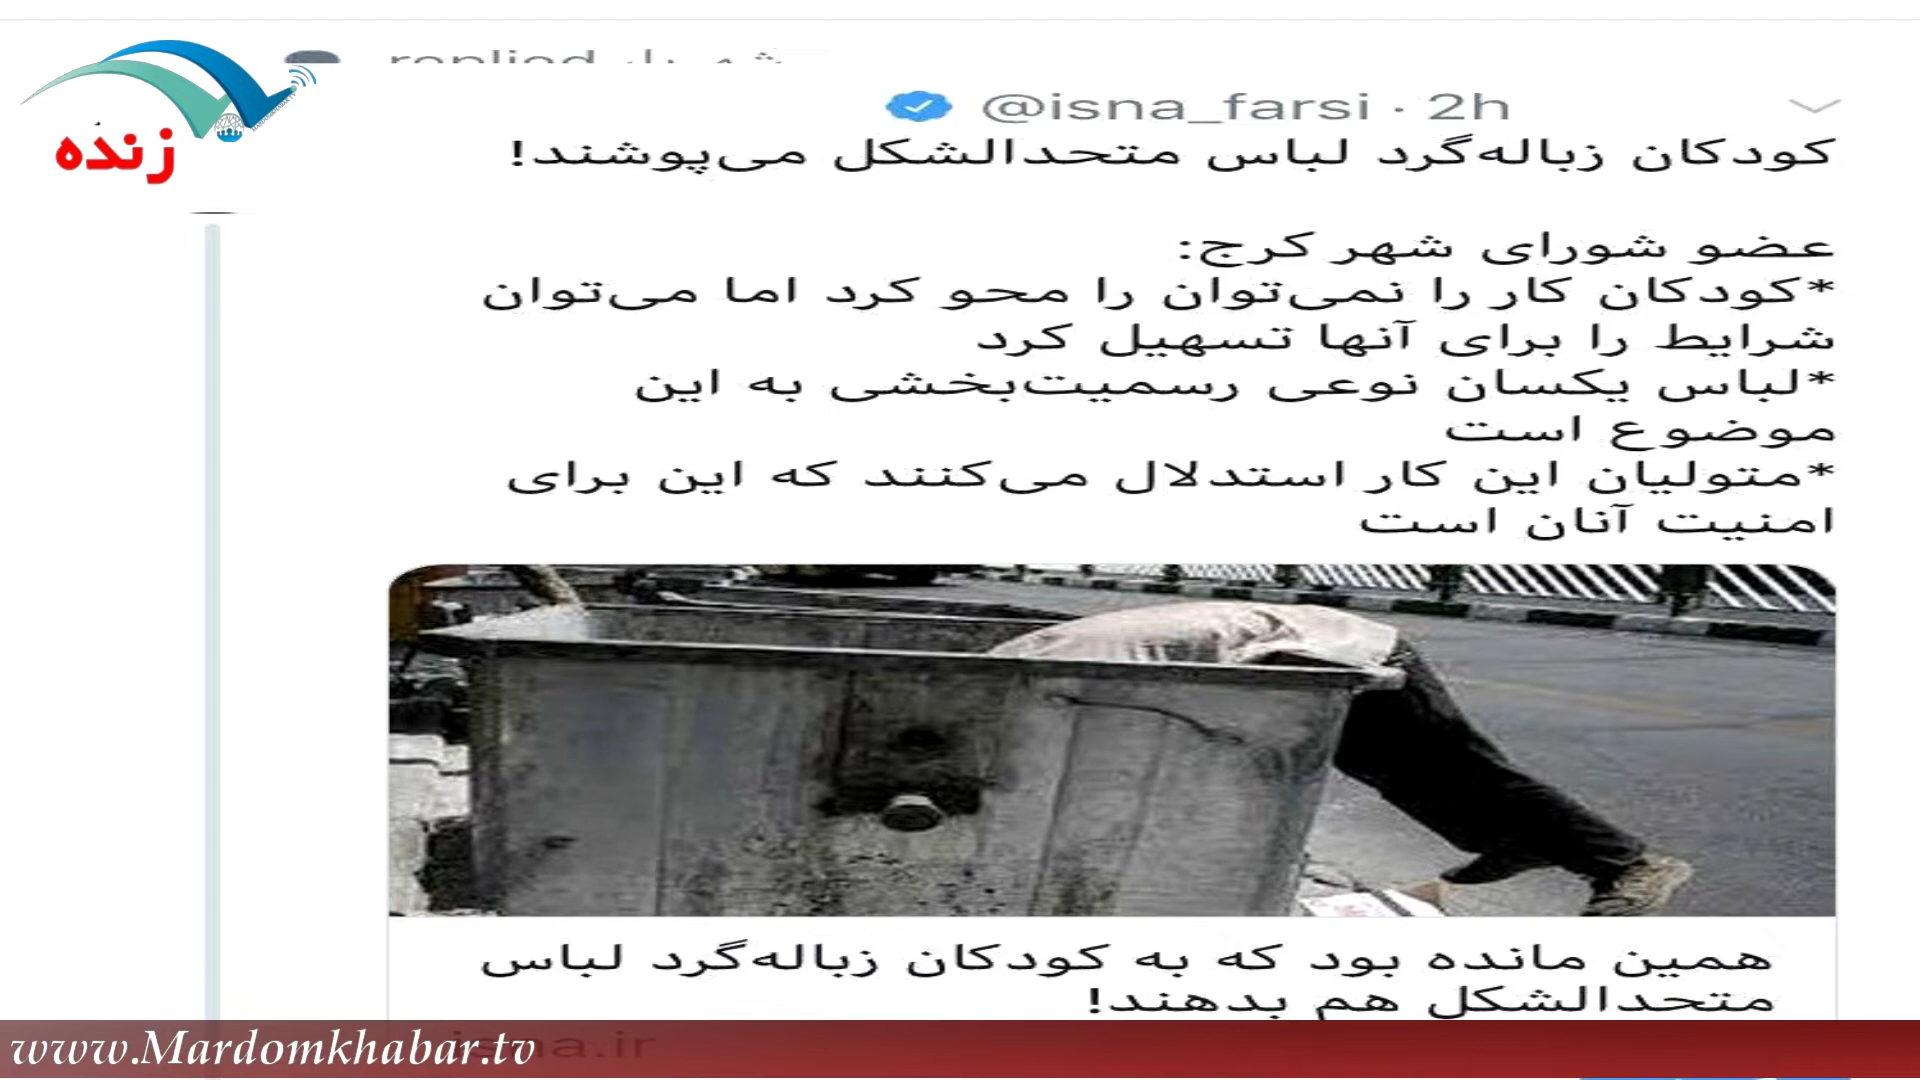 زنده
@isna_farsi · 2h
کودکان زباله‌گرد لباس متحدالشکل می‌پوشند!
عضو شورای شهر کرج:
*کودکان کار را نمی‌توان را محو کرد اما می‌توان
شرایط را برای آنها تسهیل کرد
*لباس یکسان نوعی رسمیت‌بخشی به این
موضوع است
*متولیان این کار استدلال می‌کنند که این برای
امنیت آنان است
همین مانده بود که به کودکان زباله‌گرد لباس
متحدالشکل هم بدهند!
isna.ir
www.Mardomkhabar.tv